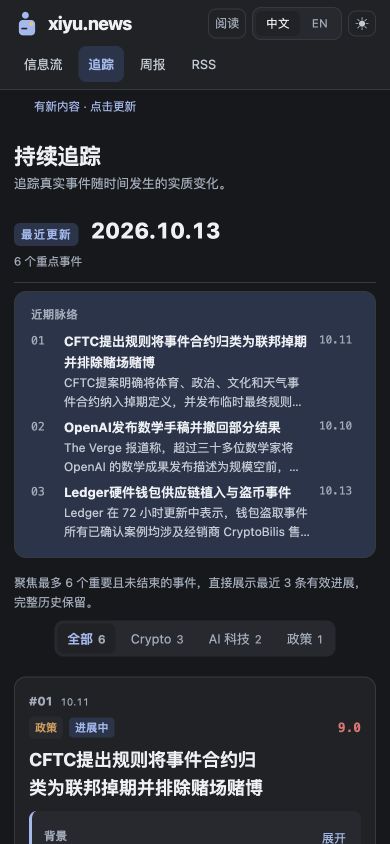 xiyu.news
阅读
中文
EN
信息流
追踪
周报
RSS
有新内容 · 点击更新
持续追踪
追踪真实事件随时间发生的实质变化。
最近更新 2026.10.13
6 个重点事件
近期脉络
01 CFTC提出规则将事件合约归类为联邦掉期 10.11
并排除赌场赌博
CFTC提案明确将体育、政治、文化和天气事
件合约纳入掉期定义，并发布临时最终规则...
02 OpenAI发布数学手稿并撤回部分结果 10.10
The Verge 报道称，超过三十多位数学家将
OpenAI 的数学成果发布描述为规模空前，...
03 Ledger硬件钱包供应链植入与盗币事件 10.13
Ledger 在 72 小时更新中表示，钱包盗取事件
所有已确认案例均涉及经销商 CryptoBilis 售...
聚焦最多 6 个重要且未结束的事件，直接展示最近 3 条有效进展，
完整历史保留。
全部 6
Crypto 3
AI 科技 2
政策 1
#01 10.11
政策 进展中 9.0
CFTC提出规则将事件合约归
类为联邦掉期并排除赌场赌博
背景 展开